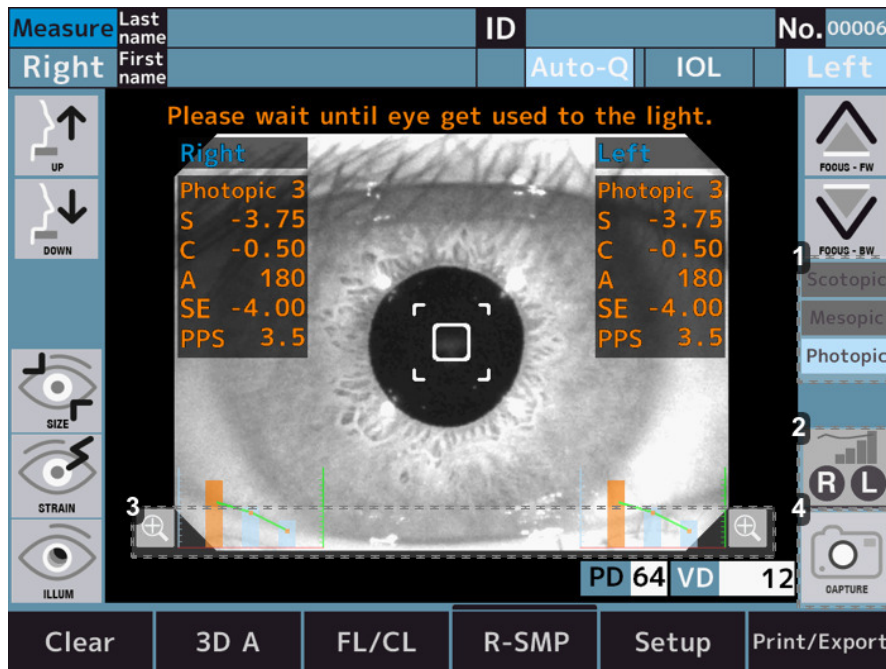 Measure Last name ID No. 00006
Right First name Auto-Q IOL Left
Please wait until eye get used to the light.
UP
DOWN
SIZE
STRAIN
ILLUM
Right
Photopic 3
S -3.75
C -0.50
A 180
SE -4.00
PPS 3.5
Left
Photopic 3
S -3.75
C -0.50
A 180
SE -4.00
PPS 3.5
FOCUS - FW
FOCUS - BW
1
Scotopic
Mesopic
Photopic
2
R L
3
4
CAPTURE
PD 64 VD 12
Clear 3D A FL/CL R-SMP Setup Print/Export